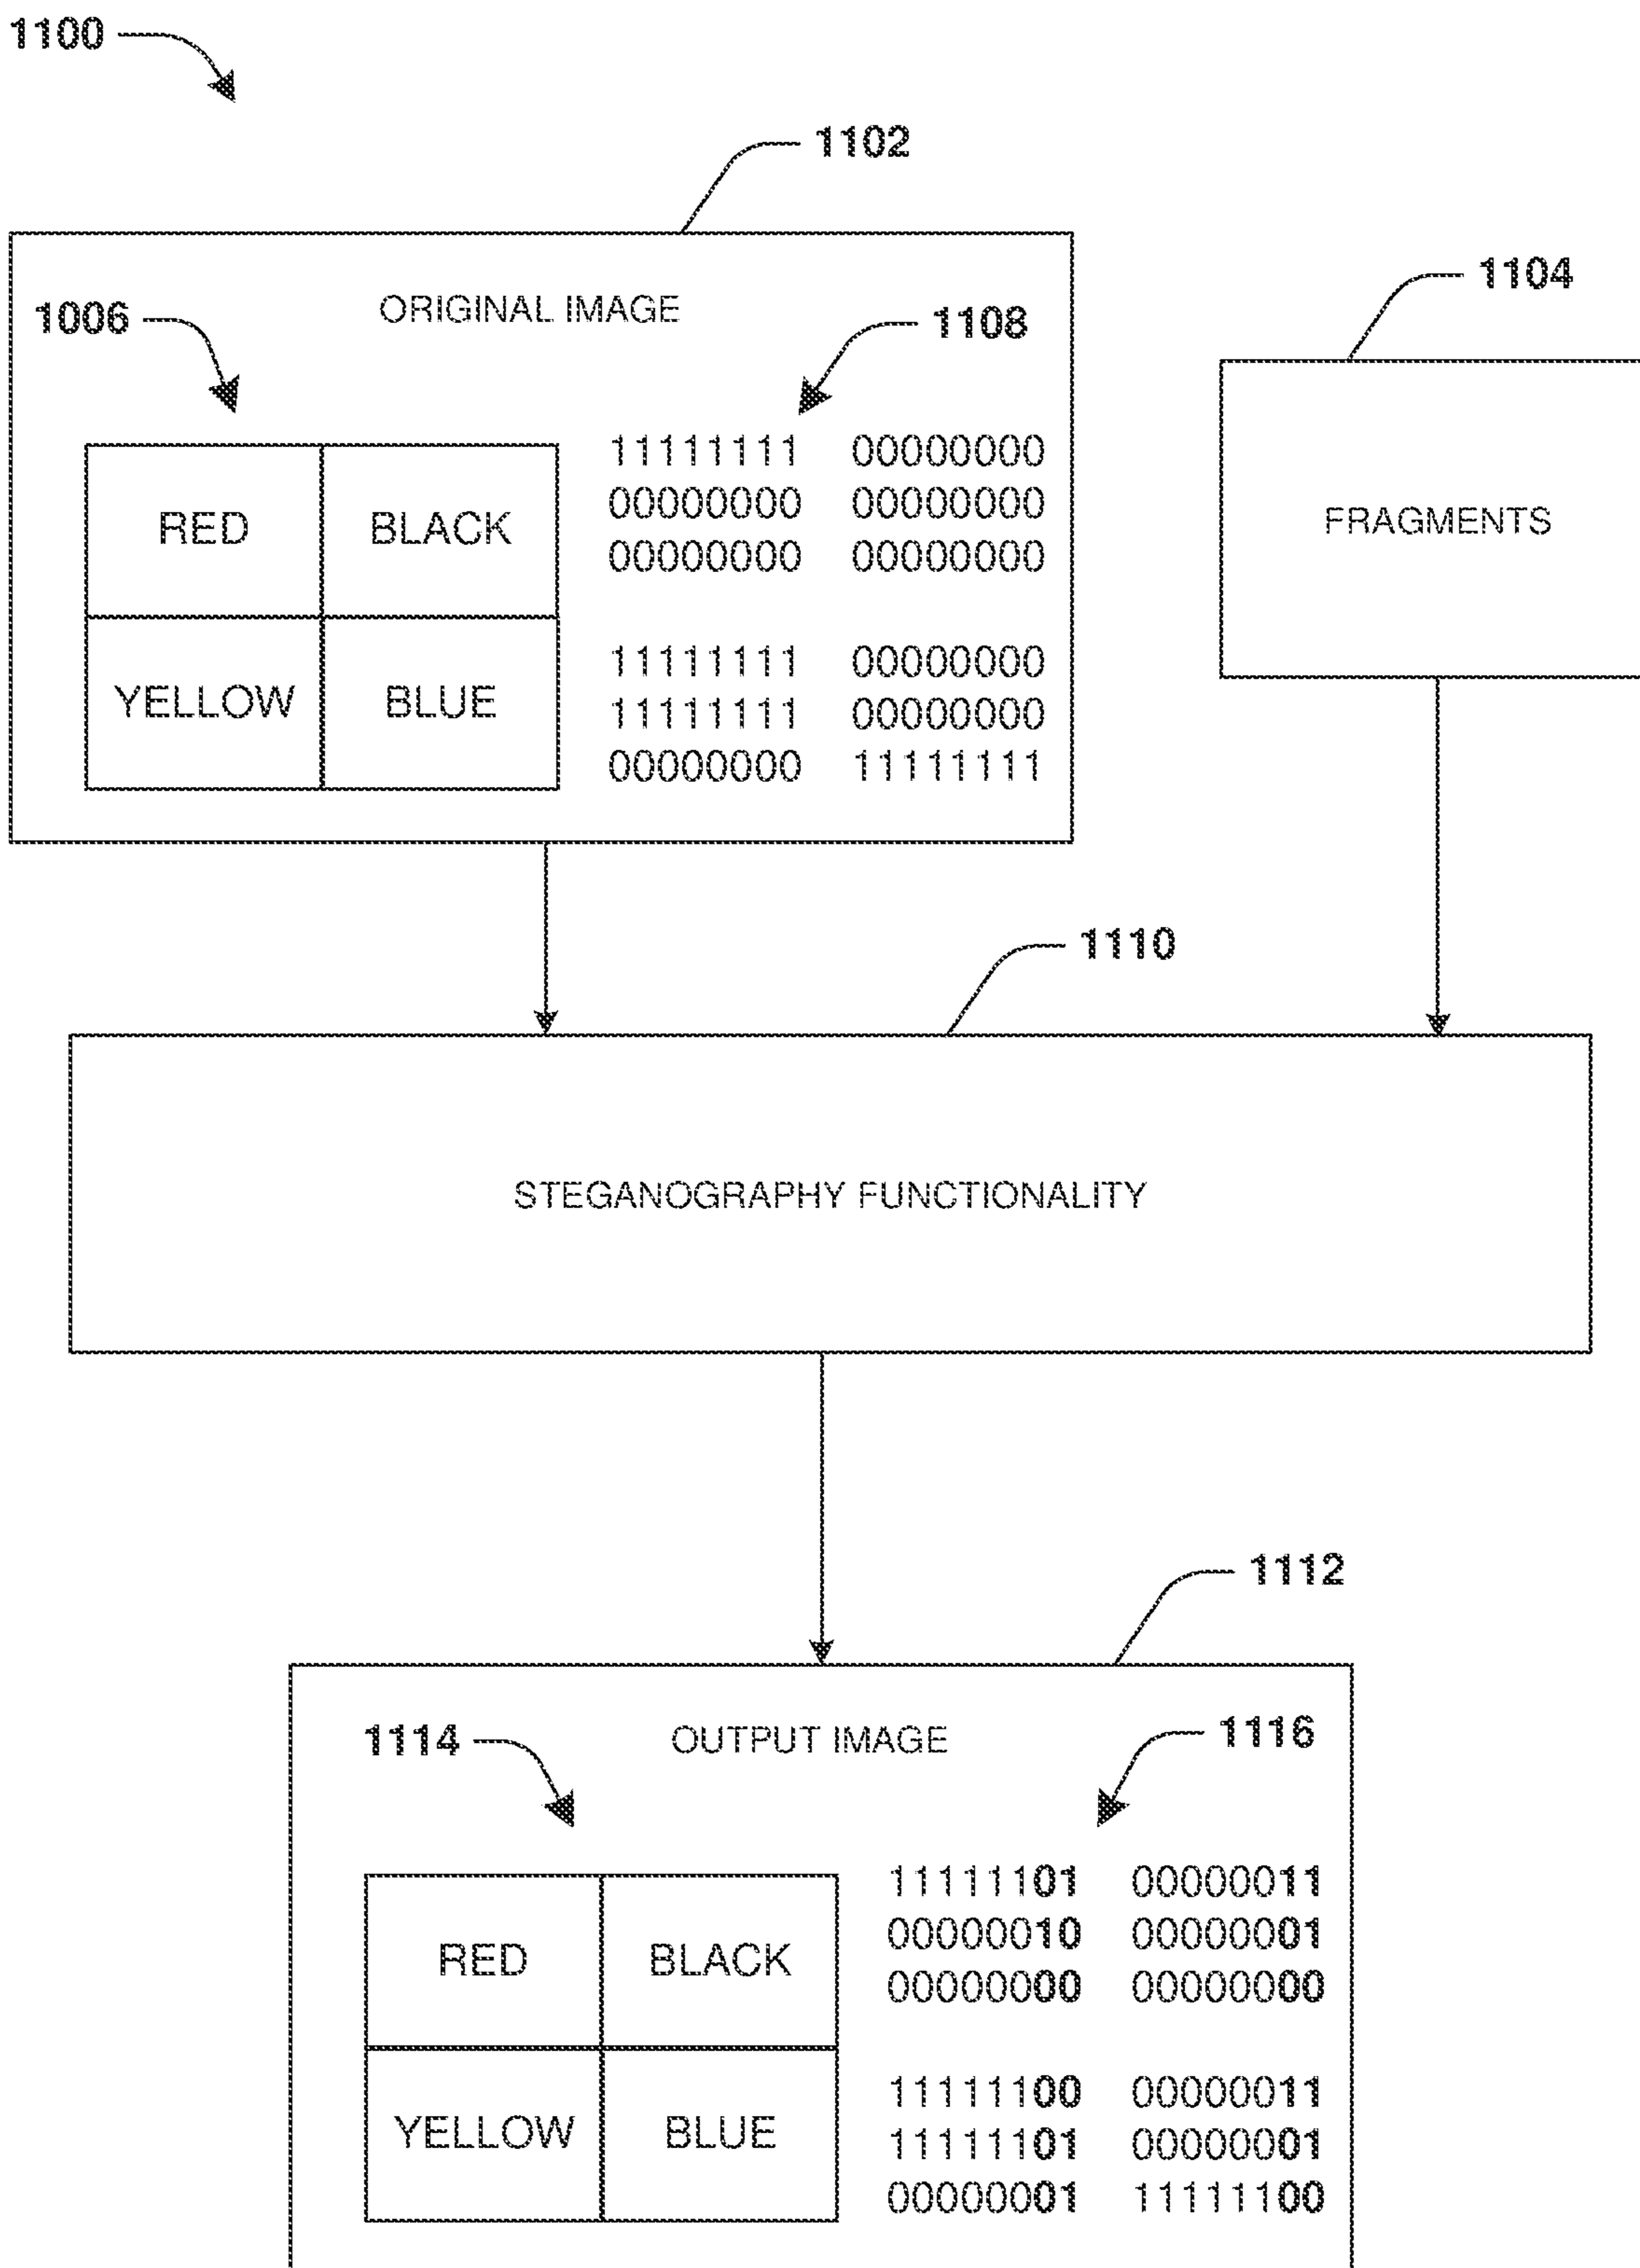 1100
1102
1104
1006
ORIGINAL IMAGE
1108
11111111 00000000
RED BLACK
00000000 00000000
00000000 00000000
FRAGMENTS
YELLOW BLUE
11111111 00000000
11111111 00000000
00000000 11111111
1110
STEGANOGRAPHY FUNCTIONALITY
1112
1114
OUTPUT IMAGE
1116
11111101 00000011
RED BLACK
00000010 00000001
00000000 00000000
YELLOW BLUE
11111100 00000011
11111101 00000001
00000001 11111100